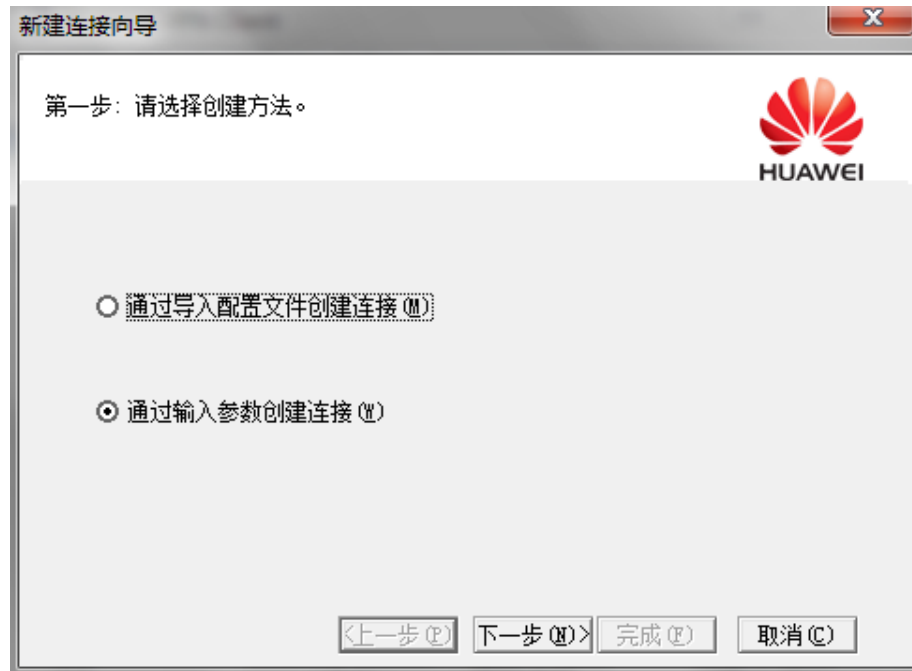 新建连接向导
第一步: 请选择创建方法。
HUAWEI
通过导入配置文件创建连接(M)
通过输入参数创建连接(W)
<上一步(P) 下一步(N)> 完成(F) 取消(C)